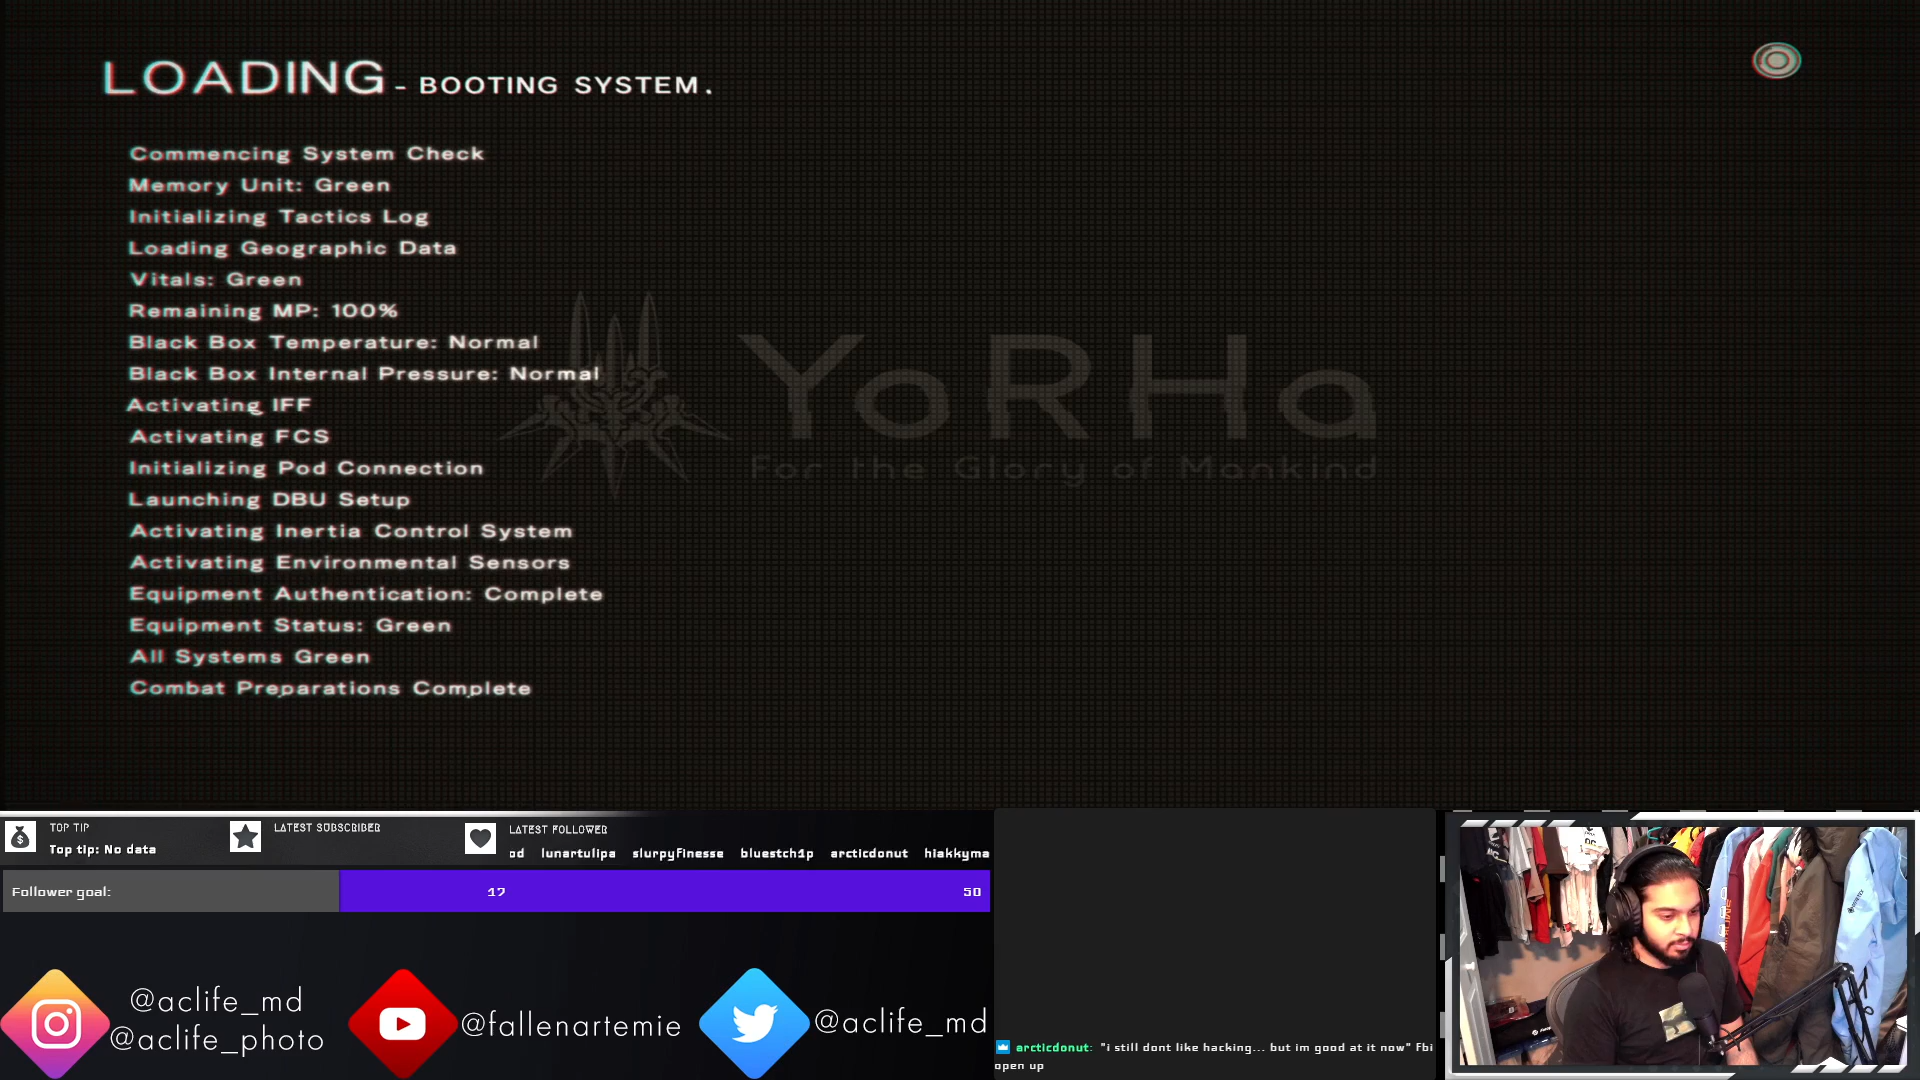 LOADING - BOOTING SYSTEM.
Commencing System Check
Memory Unit: Green
Initializing Tactics Log
Loading Geographic Data
Vitals: Green
Remaining MP: 100%
Black Box Temperature: Normal
Black Box Internal Pressure: Normal
Activating IFF
Activating FCS
Initializing Pod Connection
Launching DBU Setup
Activating Inertia Control System
Activating Environmental Sensors
Equipment Authentication: Complete
Equipment Status: Green
All Systems Green
Combat Preparations Complete
YoRHa
For the Glory of Mankind
TOP TIP
Top tip: No data
LATEST SUBSCRIBER
LATEST FOLLOWER
od lunartulipa slurpyfinesse bluestch1p arcticdonut hiakkyma
Follower goal: 17 50
@aclife_md
@aclife_photo
@fallenartemie
@aclife_md
arcticdonut: "i still dont like hacking... but im good at it now" Fbi
open up